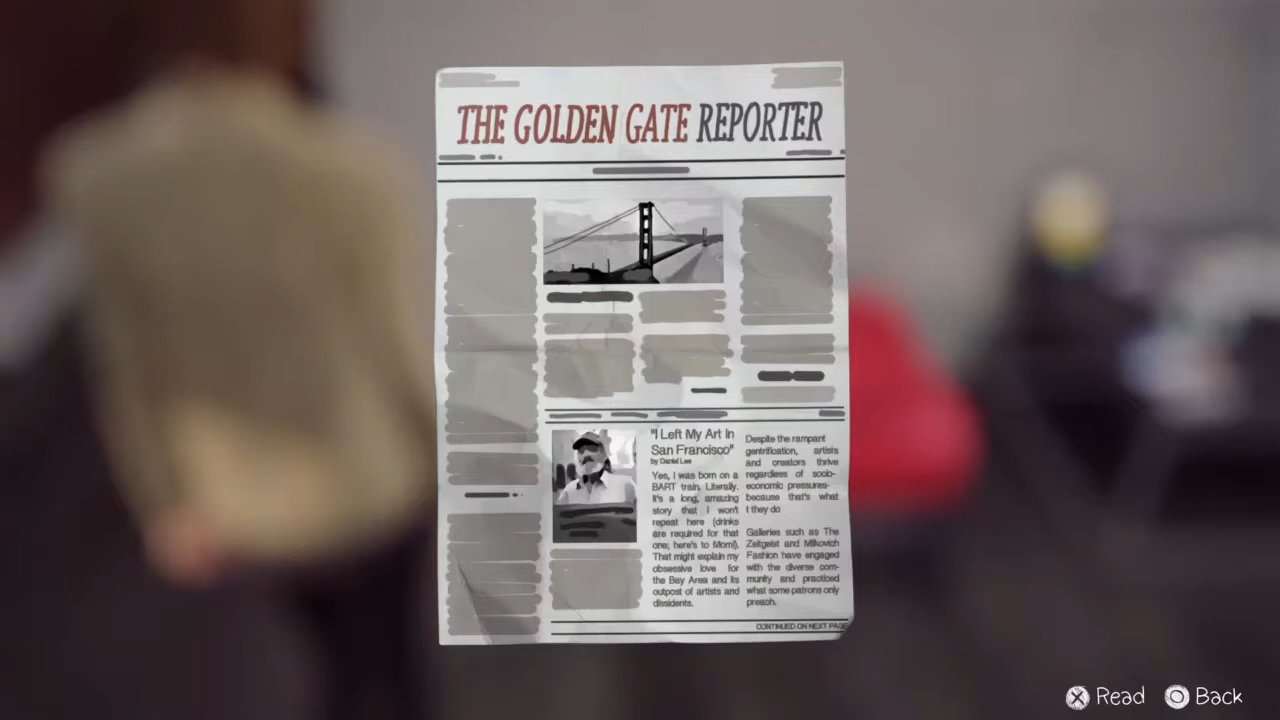 THE GOLDEN GATE REPORTER
"I Left My Art In
San Francisco"
by Daniel Lee
Yes, I was born on a
BART train. Literally.
It's a long, amazing
story that I won't
repeat here (drinks
are required for that
one; here's to Mom!).
That might explain my
obsessive love for
the Bay Area and its
outpost of artists and
dissidents.
Despite the rampant
gentrification, artists
and creators thrive
regardless of socio-
economic pressures-
because that's what
t they do
Galleries such as The
Zeitgeist and Milkovich
Fashion have engaged
with the diverse com-
munity and practiced
what some patrons only
preach.
CONTINUED ON NEXT PAGE
Read
Back